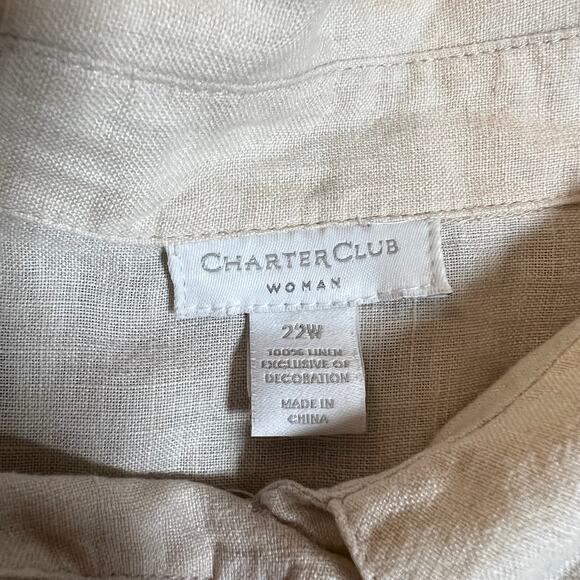 CHARTER CLUB
WOMAN
22W
100% LINEN
EXCLUSIVE OF
DECORATION
MADE IN
CHINA